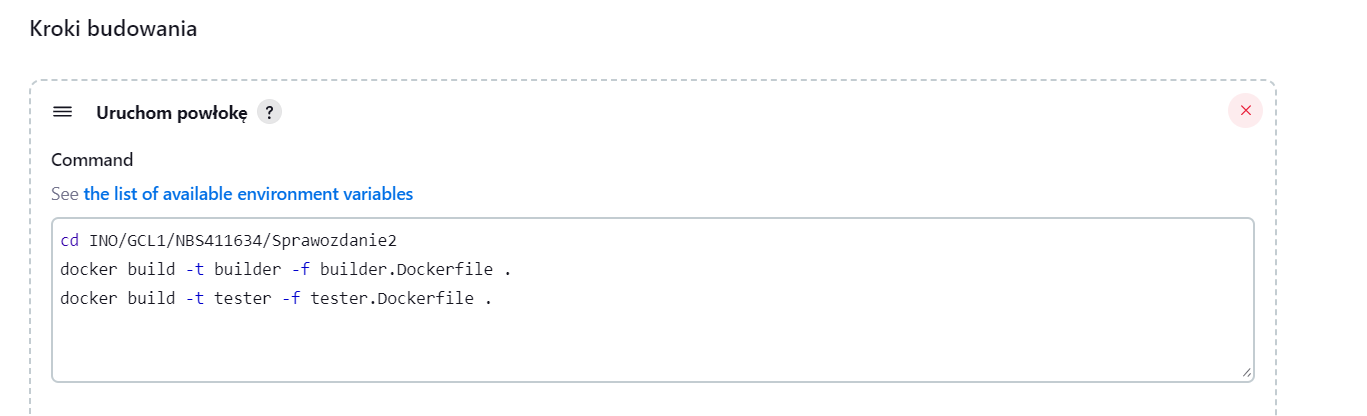 Kroki budowania
Uruchom powłokę ?
Command
See the list of available environment variables
cd INO/GCL1/NBS411634/Sprawozdanie2
docker build -t builder -f builder.Dockerfile .
docker build -t tester -f tester.Dockerfile .